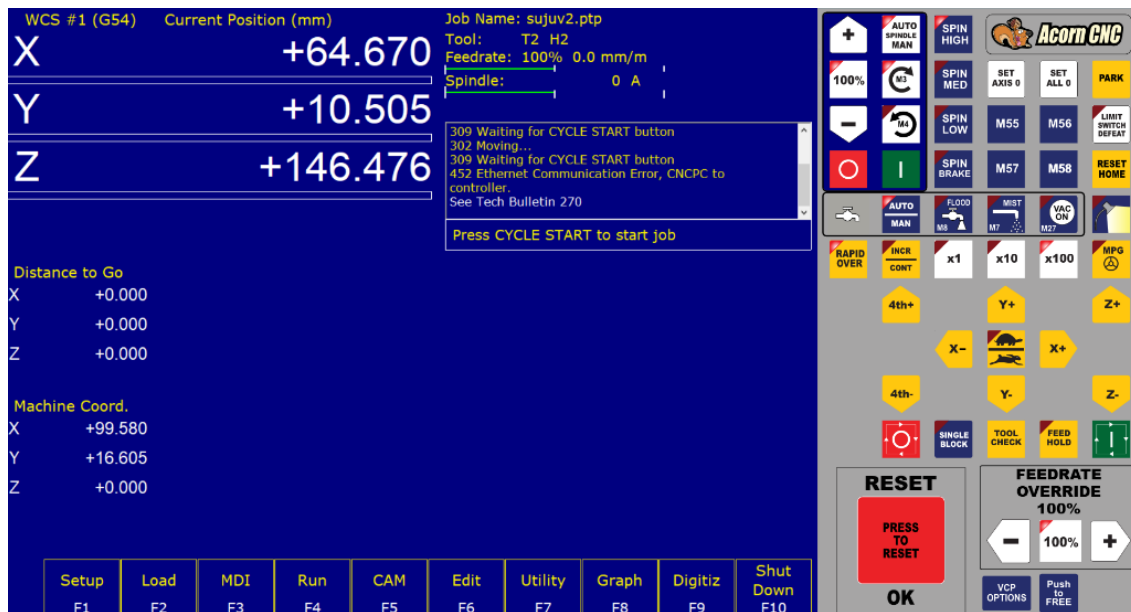 WCS #1 (G54) Current Position (mm)
X +64.670
Y +10.505
Z +146.476
Job Name: sujuv2.ptp
Tool: T2 H2
Feedrate: 100% 0.0 mm/m
Spindle: 0 A
309 Waiting for CYCLE START button
302 Moving...
309 Waiting for CYCLE START button
452 Ethernet Communication Error, CNCPC to
controller.
See Tech Bulletin 270
Press CYCLE START to start job
Distance to Go
X +0.000
Y +0.000
Z +0.000
Machine Coord.
X +99.580
Y +16.605
Z +0.000
Setup Load MDI Run CAM Edit Utility Graph Digitiz Shut
Down
F1 F2 F3 F4 F5 F6 F7 F8 F9 F10
+ AUTO
SPINDLE
MAN
SPIN
HIGH
Acorn CNC
100% M3 SPIN
MED
SET
AXIS 0
SET
ALL 0
PARK
- M4 SPIN
LOW
M55 M56 LIMIT
SWITCH
DEFEAT
O I SPIN
BRAKE
M57 M58 RESET
HOME
AUTO
MAN
FLOOD
M8
MIST
M7
VAC
ON
M27
RAPID
OVER
INCR
CONT
x1 x10 x100 MPG
4th+ Y+ Z+
X- X+
4th- Y- Z-
O SINGLE
BLOCK
TOOL
CHECK
FEED
HOLD
I
RESET
PRESS
TO
RESET
OK
FEEDRATE
OVERRIDE
100%
- 100% +
VCP
OPTIONS
Push
to
FREE